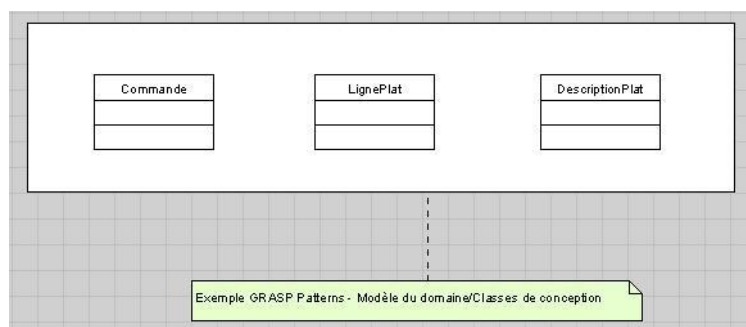 Commande
LignePlat
DescriptionPlat
Exemple GRASP Patterns - Modèle du domaine/Classes de conception